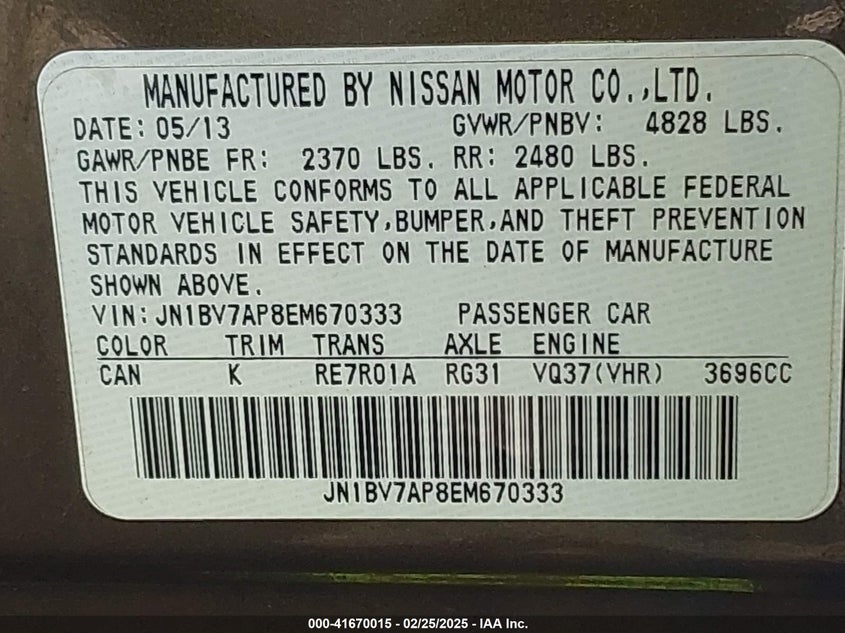 MANUFACTURED BY NISSAN MOTOR CO.,LTD.
DATE: 05/13 GVWR/PNBV: 4828 LBS.
GAWR/PNBE FR: 2370 LBS. RR: 2480 LBS.
THIS VEHICLE CONFORMS TO ALL APPLICABLE FEDERAL
MOTOR VEHICLE SAFETY,BUMPER,AND THEFT PREVENTION
STANDARDS IN EFFECT ON THE DATE OF MANUFACTURE
SHOWN ABOVE.
VIN: JN1BV7AP8EM670333 PASSENGER CAR
COLOR TRIM TRANS AXLE ENGINE
CAN K RE7R01A RG31 VQ37(VHR) 3696CC
JN1BV7AP8EM670333
000-41670015 - 02/25/2025 - IAA Inc.